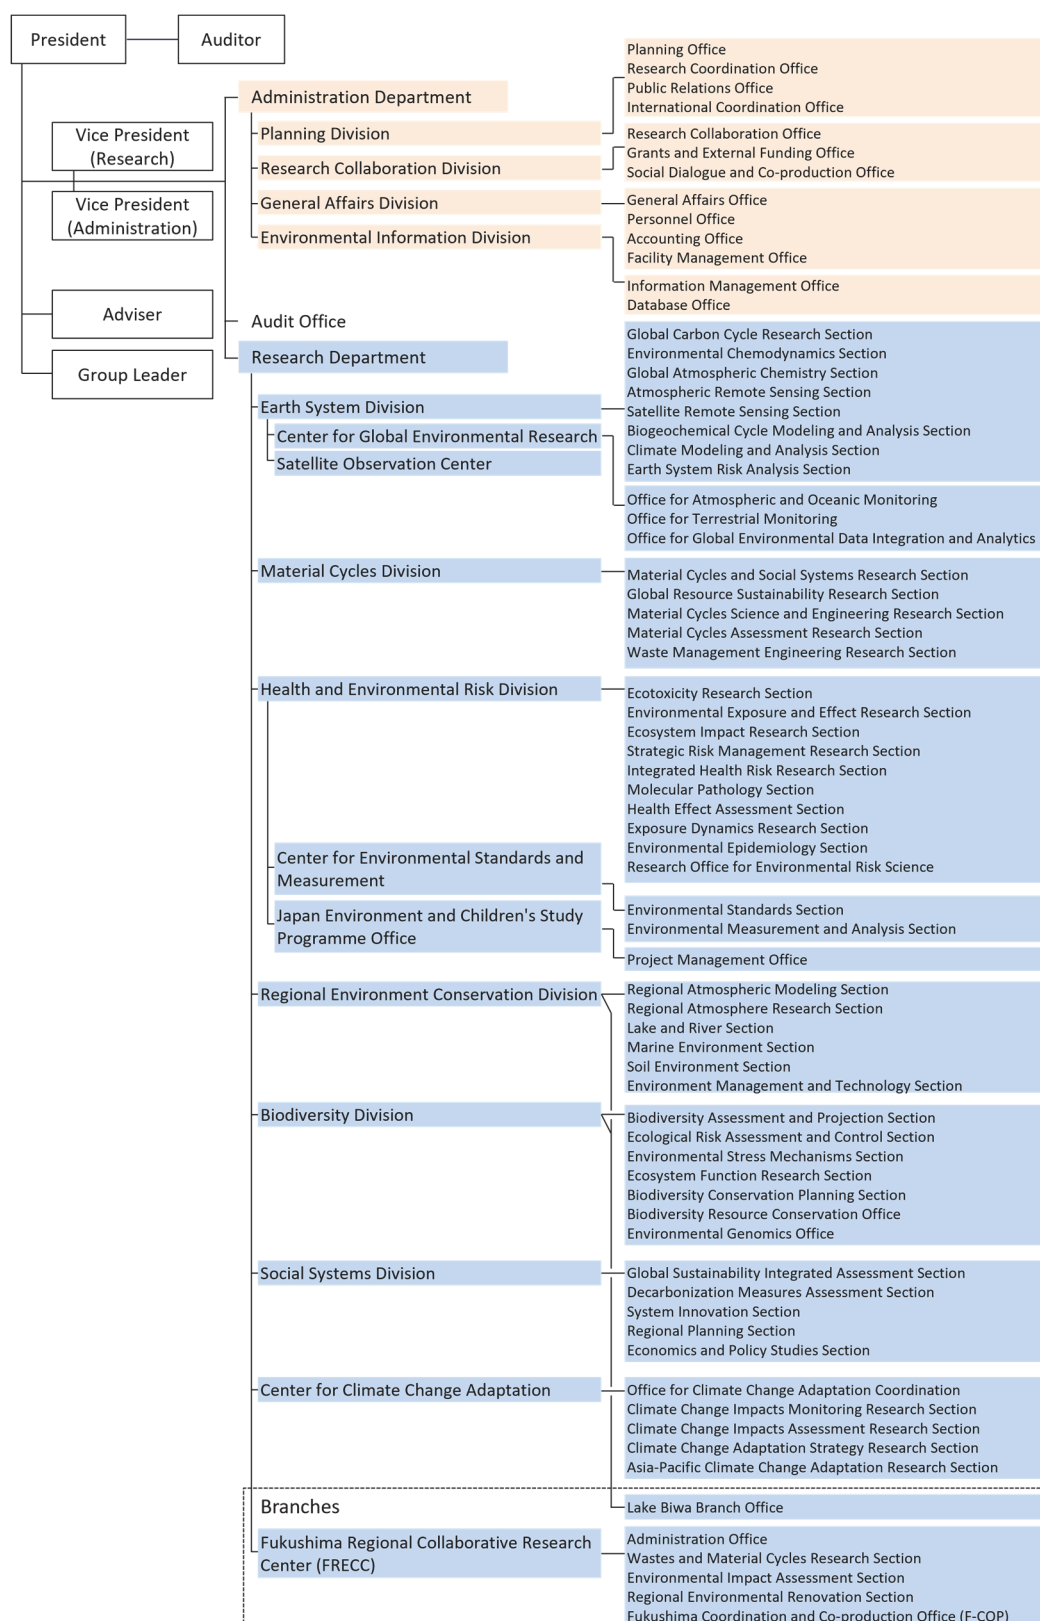 President
Auditor
Vice President
(Research)
Vice President
(Administration)
Adviser
Group Leader
Administration Department
Planning Division
Research Collaboration Division
General Affairs Division
Environmental Information Division
Planning Office
Research Coordination Office
Public Relations Office
International Coordination Office
Research Collaboration Office
Grants and External Funding Office
Social Dialogue and Co-production Office
General Affairs Office
Personnel Office
Accounting Office
Facility Management Office
Information Management Office
Database Office
Audit Office
Research Department
Earth System Division
Center for Global Environmental Research
Satellite Observation Center
Global Carbon Cycle Research Section
Environmental Chemodynamics Section
Global Atmospheric Chemistry Section
Atmospheric Remote Sensing Section
Satellite Remote Sensing Section
Biogeochemical Cycle Modeling and Analysis Section
Climate Modeling and Analysis Section
Earth System Risk Analysis Section
Office for Atmospheric and Oceanic Monitoring
Office for Terrestrial Monitoring
Office for Global Environmental Data Integration and Analytics
Material Cycles Division
Material Cycles and Social Systems Research Section
Global Resource Sustainability Research Section
Material Cycles Science and Engineering Research Section
Material Cycles Assessment Research Section
Waste Management Engineering Research Section
Health and Environmental Risk Division
Ecotoxicity Research Section
Environmental Exposure and Effect Research Section
Ecosystem Impact Research Section
Strategic Risk Management Research Section
Integrated Health Risk Research Section
Molecular Pathology Section
Health Effect Assessment Section
Exposure Dynamics Research Section
Environmental Epidemiology Section
Research Office for Environmental Risk Science
Center for Environmental Standards and
Measurement
Environmental Standards Section
Environmental Measurement and Analysis Section
Japan Environment and Children's Study
Programme Office
Project Management Office
Regional Environment Conservation Division
Regional Atmospheric Modeling Section
Regional Atmosphere Research Section
Lake and River Section
Marine Environment Section
Soil Environment Section
Environment Management and Technology Section
Biodiversity Division
Biodiversity Assessment and Projection Section
Ecological Risk Assessment and Control Section
Environmental Stress Mechanisms Section
Ecosystem Function Research Section
Biodiversity Conservation Planning Section
Biodiversity Resource Conservation Office
Environmental Genomics Office
Social Systems Division
Global Sustainability Integrated Assessment Section
Decarbonization Measures Assessment Section
System Innovation Section
Regional Planning Section
Economics and Policy Studies Section
Center for Climate Change Adaptation
Office for Climate Change Adaptation Coordination
Climate Change Impacts Monitoring Research Section
Climate Change Impacts Assessment Research Section
Climate Change Adaptation Strategy Research Section
Asia-Pacific Climate Change Adaptation Research Section
Branches
Lake Biwa Branch Office
Fukushima Regional Collaborative Research
Center (FRECC)
Administration Office
Wastes and Material Cycles Research Section
Environmental Impact Assessment Section
Regional Environmental Renovation Section
Fukushima Coordination and Co-production Office (F-COP)